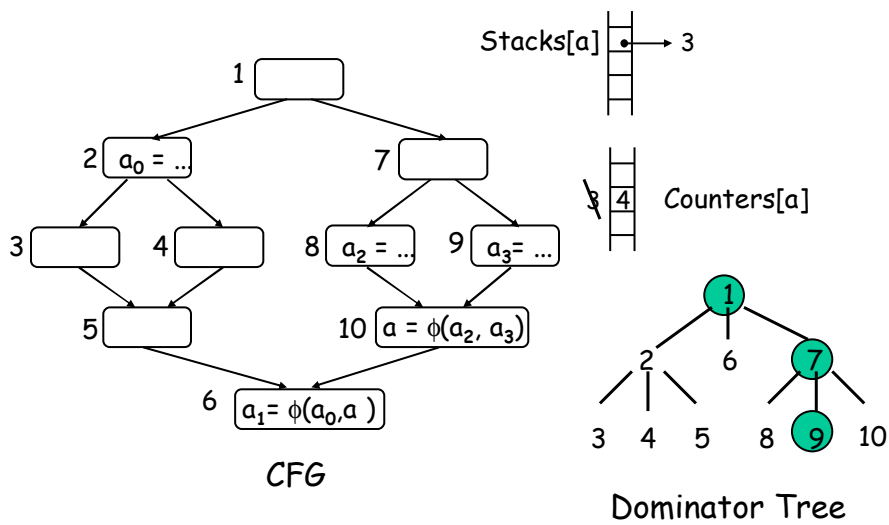 Stacks[a]
3
1
2
a₀ = ...
7
3
4
8
a₂ = ...
9
a₃= ...
5
10
a = ϕ(a₂, a₃)
6
a₁= ϕ(a₀,a )
CFG
3
4
Counters[a]
1
2
6
7
3
4
5
8
9
10
Dominator Tree